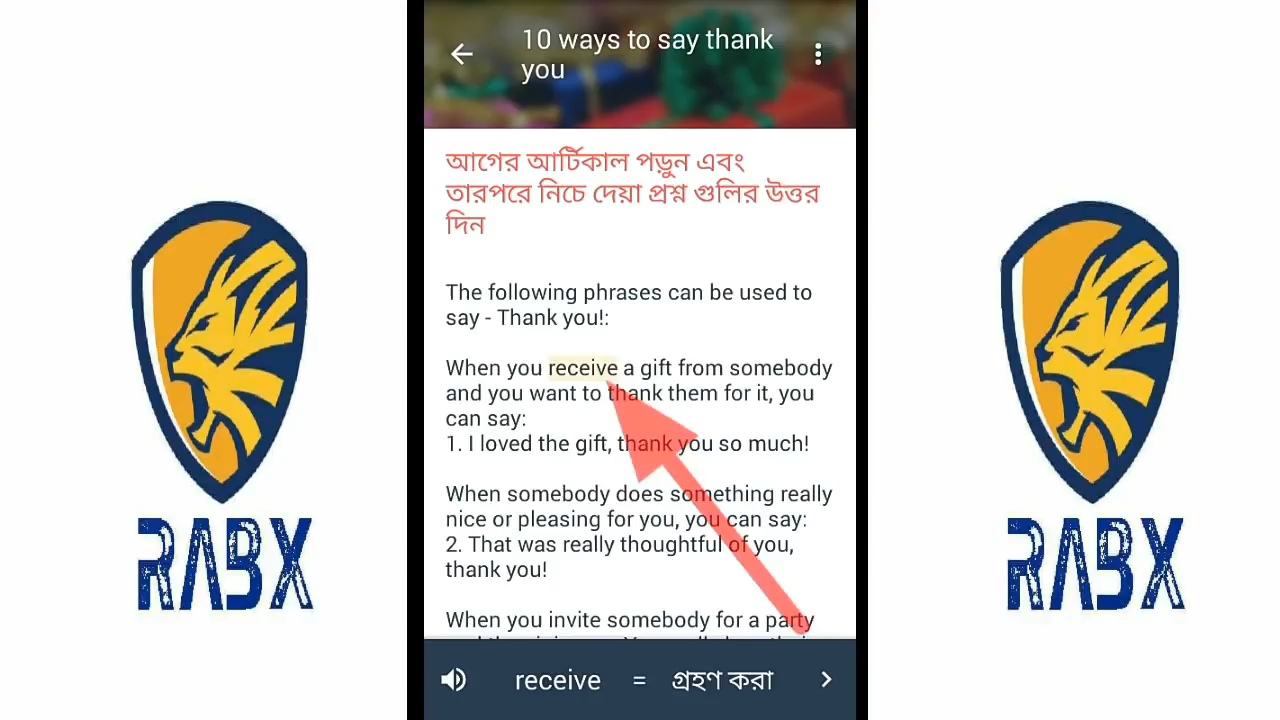 10 ways to say thank
you
আগের আর্টিকাল পড়ুন এবং
তারপরে নিচে দেয়া প্রশ্ন গুলির উত্তর
দিন
The following phrases can be used to
say - Thank you!:
When you receive a gift from somebody
and you want to thank them for it, you
can say:
1. I loved the gift, thank you so much!
When somebody does something really
nice or pleasing for you, you can say:
2. That was really thoughtful of you,
thank you!
When you invite somebody for a party
receive = গ্রহণ করা
RABX
RABX